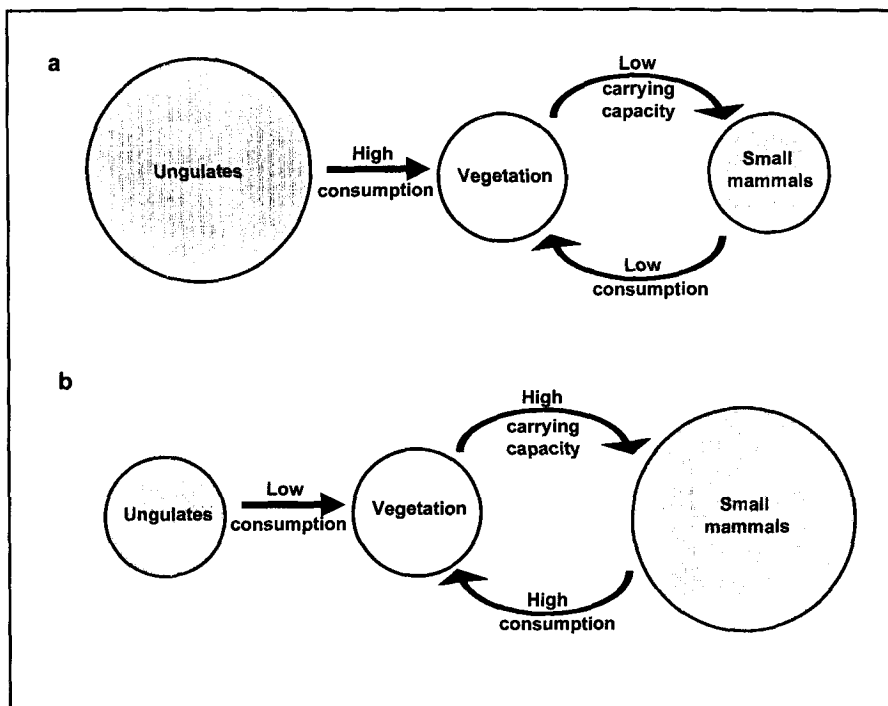 a
Ungulates
High
consumption
Vegetation
Low
carrying
capacity
Small
mammals
Low
consumption
b
Ungulates
Low
consumption
Vegetation
High
carrying
capacity
Small
mammals
High
consumption